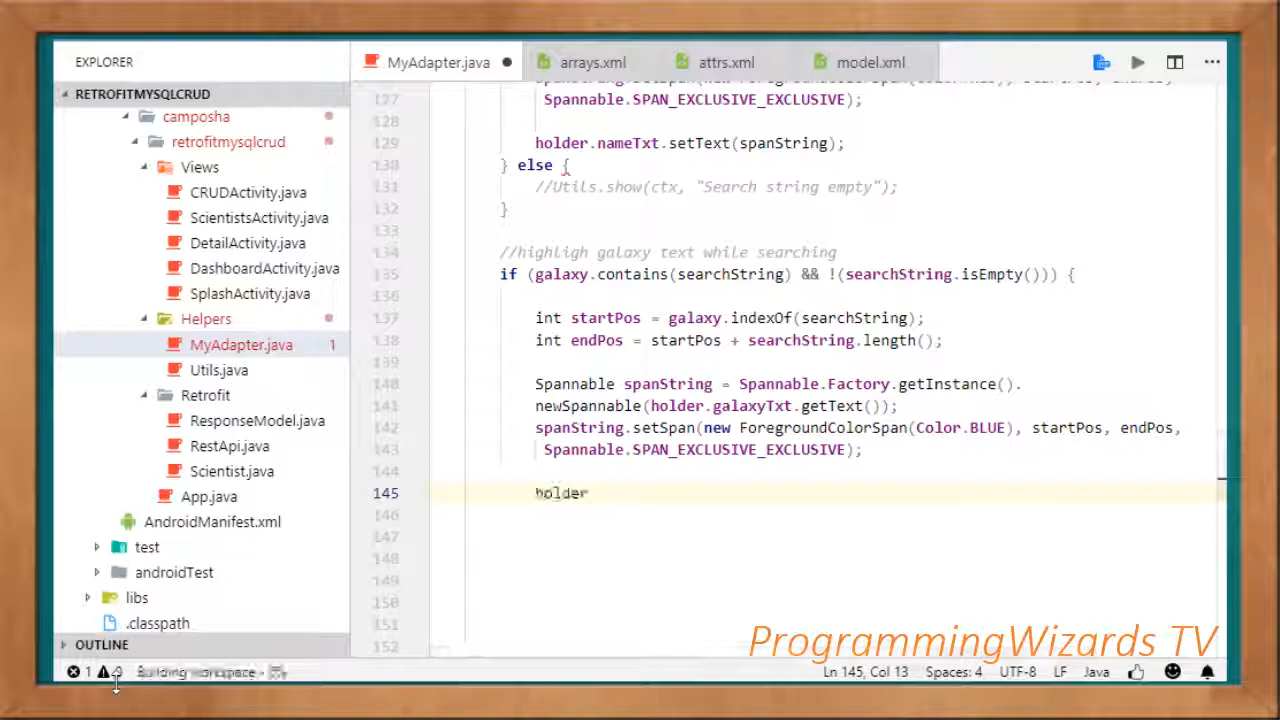 EXPLORER
MyAdapter.java
arrays.xml
attrs.xml
model.xml
RETROFITMYSQLCRUD
camposha
retrofitmysqlcrud
Views
CRUDActivity.java
ScientistsActivity.java
DetailActivity.java
DashboardActivity.java
SplashActivity.java
Helpers
MyAdapter.java 1
Utils.java
Retrofit
ResponseModel.java
RestApi.java
Scientist.java
App.java
AndroidManifest.xml
test
androidTest
libs
.classpath
OUTLINE
127 Spannable.SPAN_EXCLUSIVE_EXCLUSIVE);
128
129 holder.nameTxt.setText(spanString);
130 } else {
131 //Utils.show(ctx, "Search string empty");
132 }
133
134 //highligh galaxy text while searching
135 if (galaxy.contains(searchString) && !(searchString.isEmpty())) {
136
137 int startPos = galaxy.indexOf(searchString);
138 int endPos = startPos + searchString.length();
139
140 Spannable spanString = Spannable.Factory.getInstance().
141 newSpannable(holder.galaxyTxt.getText());
142 spanString.setSpan(new ForegroundColorSpan(Color.BLUE), startPos, endPos,
143 Spannable.SPAN_EXCLUSIVE_EXCLUSIVE);
144
145 holder
146
147
148
149
150
151
152
ProgrammingWizards TV
1 Building workspace - Ln 145, Col 13 Spaces: 4 UTF-8 LF Java